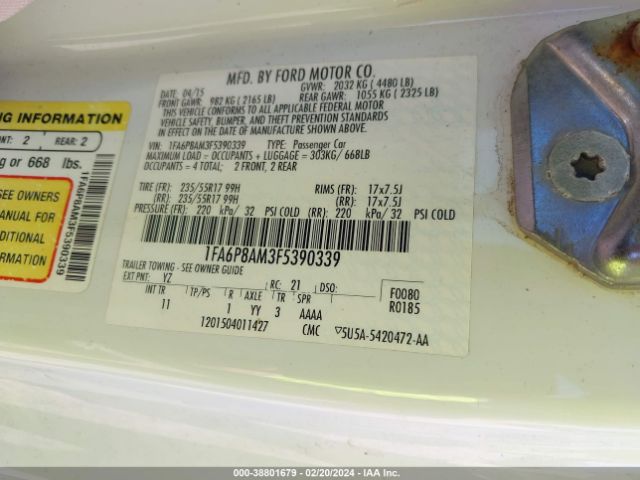 MFD. BY FORD MOTOR CO.
DATE: 04/15 GVWR: 2032 KG ( 4480 LB)
FRONT GAWR: 982 KG ( 2165 LB) REAR GAWR: 1055 KG ( 2325 LB)
THIS VEHICLE CONFORMS TO ALL APPLICABLE FEDERAL MOTOR
VEHICLE SAFETY, BUMPER, AND THEFT PREVENTION STANDARDS
IN EFFECT ON THE DATE OF MANUFACTURE SHOWN ABOVE.
VIN: 1FA6P8AM3F5390339 TYPE: Passenger Car
MAXIMUM LOAD = OCCUPANTS + LUGGAGE = 303KG/668LB
OCCUPANTS = 4 TOTAL; 2 FRONT, 2 REAR
TIRE (FR): 235/55R17 99H RIMS (FR): 17x7.5J
(RR): 235/55R17 99H (RR): 17x7.5J
PRESSURE (FR): 220 kPa/ 32 PSI COLD (RR): 220 kPa/ 32 PSI COLD
1FA6P8AM3F5390339
TRAILER TOWING - SEE OWNER GUIDE
EXT PNT: YZ RC: 21 DSO: F0080
INT TR TP/PS R AXLE TR SPR R0185
11 1 YY 3 AAAA
1201504011427 CMC ▽5U5A-5420472-AA
NG INFORMATION
NT: 2 REAR: 2
g or 668 lbs.
SEE OWNERS
MANUAL FOR
DDITIONAL
FORMATION
1FA6P8AM3F5390339
000-38801679 - 02/20/2024 - IAAI.COM